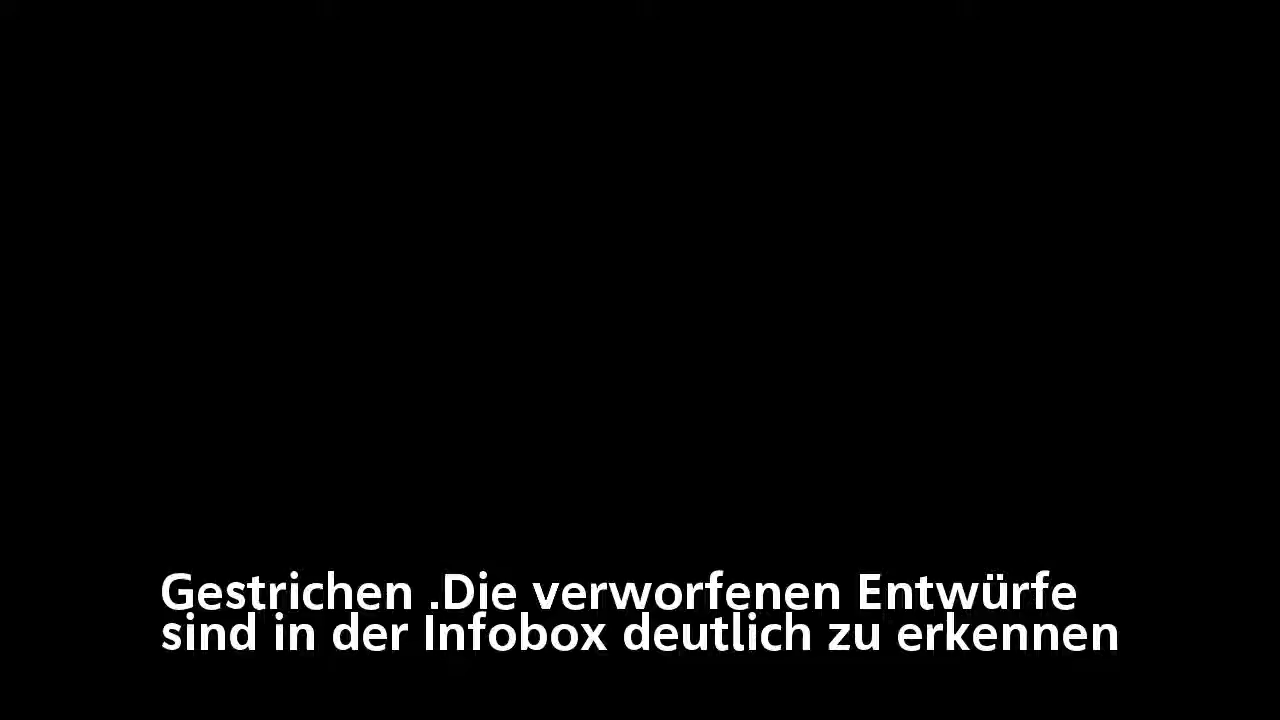 Gestrichen .Die verworfenen Entwürfe
sind in der Infobox deutlich zu erkennen